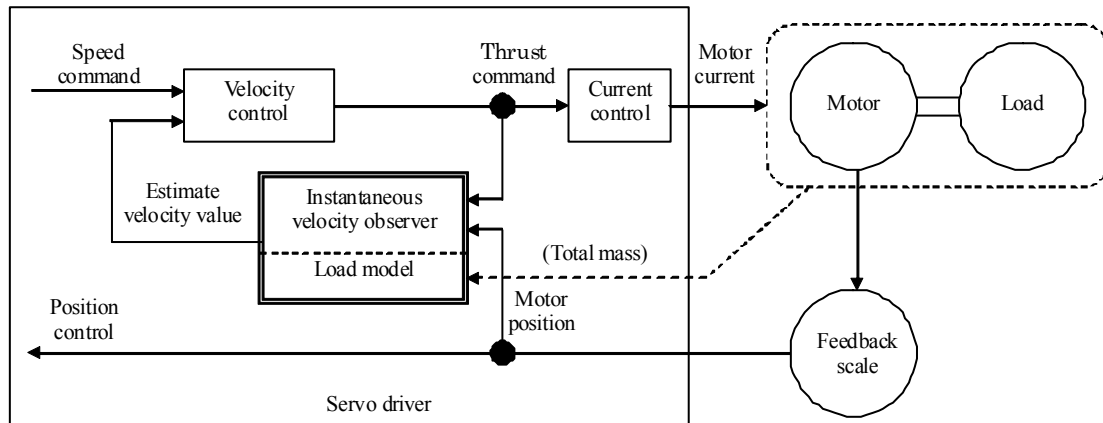 Speed
command
Velocity
control
Thrust
command
Current
control
Motor
current
Motor
Load
Estimate
velocity value
Instantaneous
velocity observer
Load model
(Total mass)
Position
control
Motor
position
Feedback
scale
Servo driver